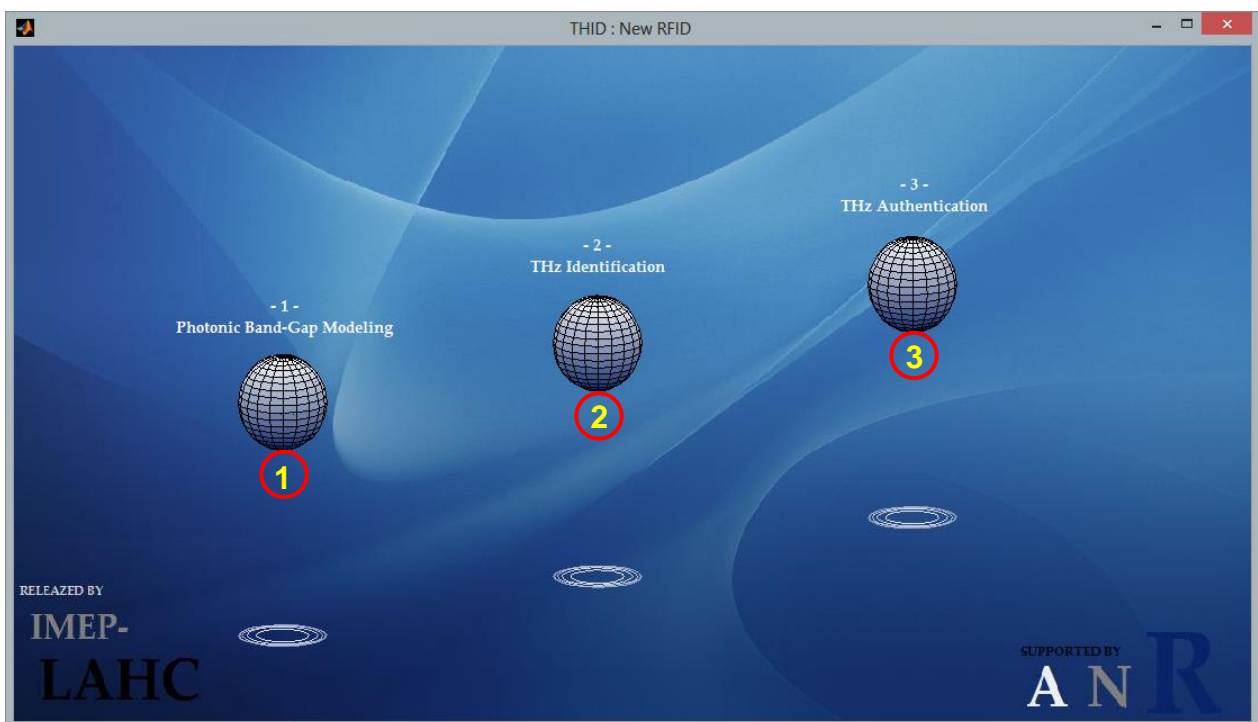 THID : New RFID
- 3 -
THz Authentication
- 2 -
THz Identification
- 1 -
Photonic Band-Gap Modeling
3
2
1
RELEAZED BY
IMEP-
LAHC
SUPPORTED BY
A N R